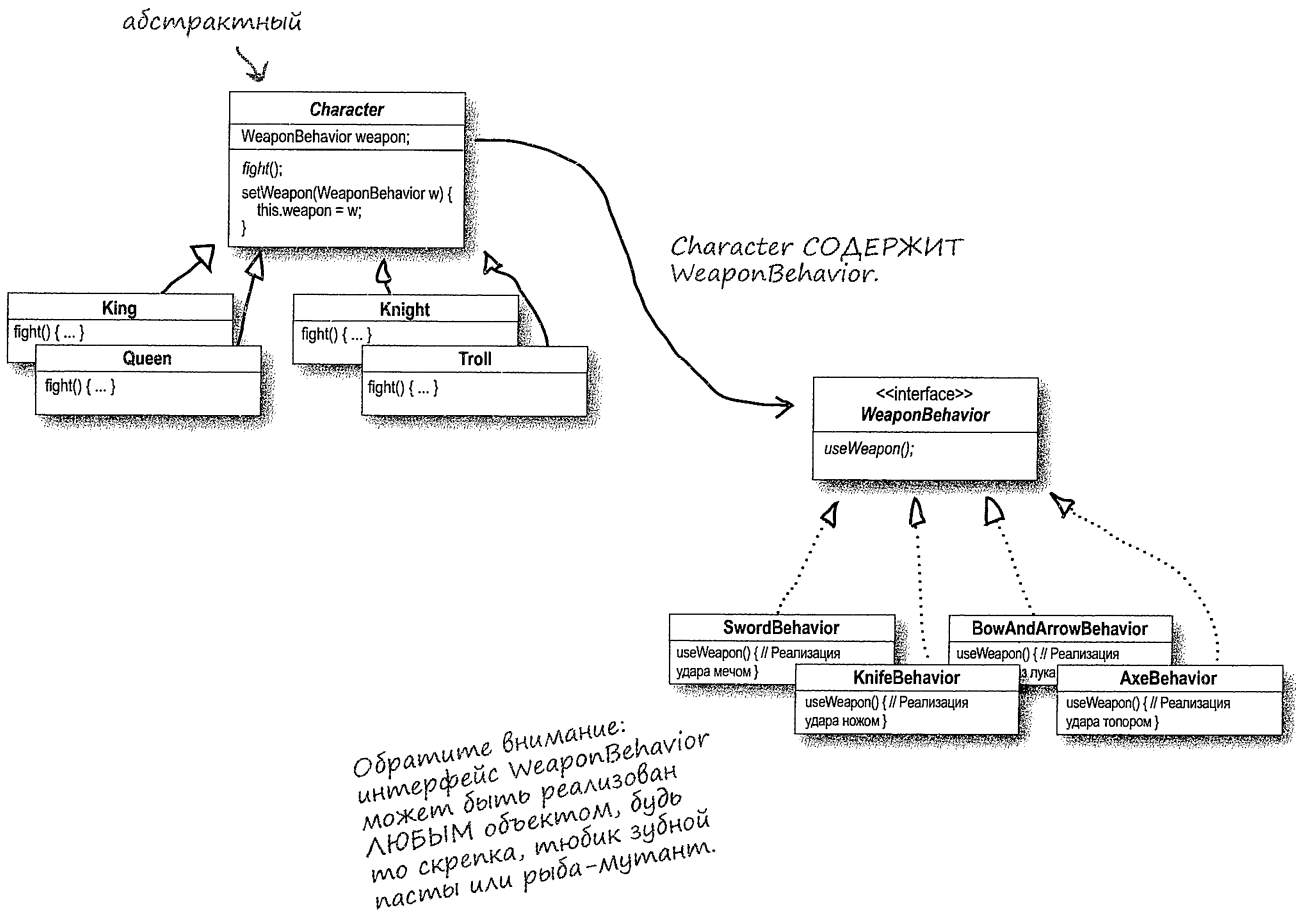 абстрактный
Character
WeaponBehavior weapon;
fight();
setWeapon(WeaponBehavior w) {
this.weapon = w;
}
Character СОДЕРЖИТ
WeaponBehavior.
King
fight() { ... }
Queen
fight() { ... }
Knight
fight() { ... }
Troll
fight() { ... }
<<interface>>
WeaponBehavior
useWeapon();
SwordBehavior
useWeapon() { // Реализация
удара мечом }
BowAndArrowBehavior
useWeapon() { // Реализация
з лука
KnifeBehavior
useWeapon() { // Реализация
удара ножом }
AxeBehavior
useWeapon() { // Реализация
удара топором }
Обратите внимание:
интерфейс WeaponBehavior
может быть реализован
ЛЮБЫМ объектом, будь
то скрепка, тюбик зубной
пасты или рыба-мутант.